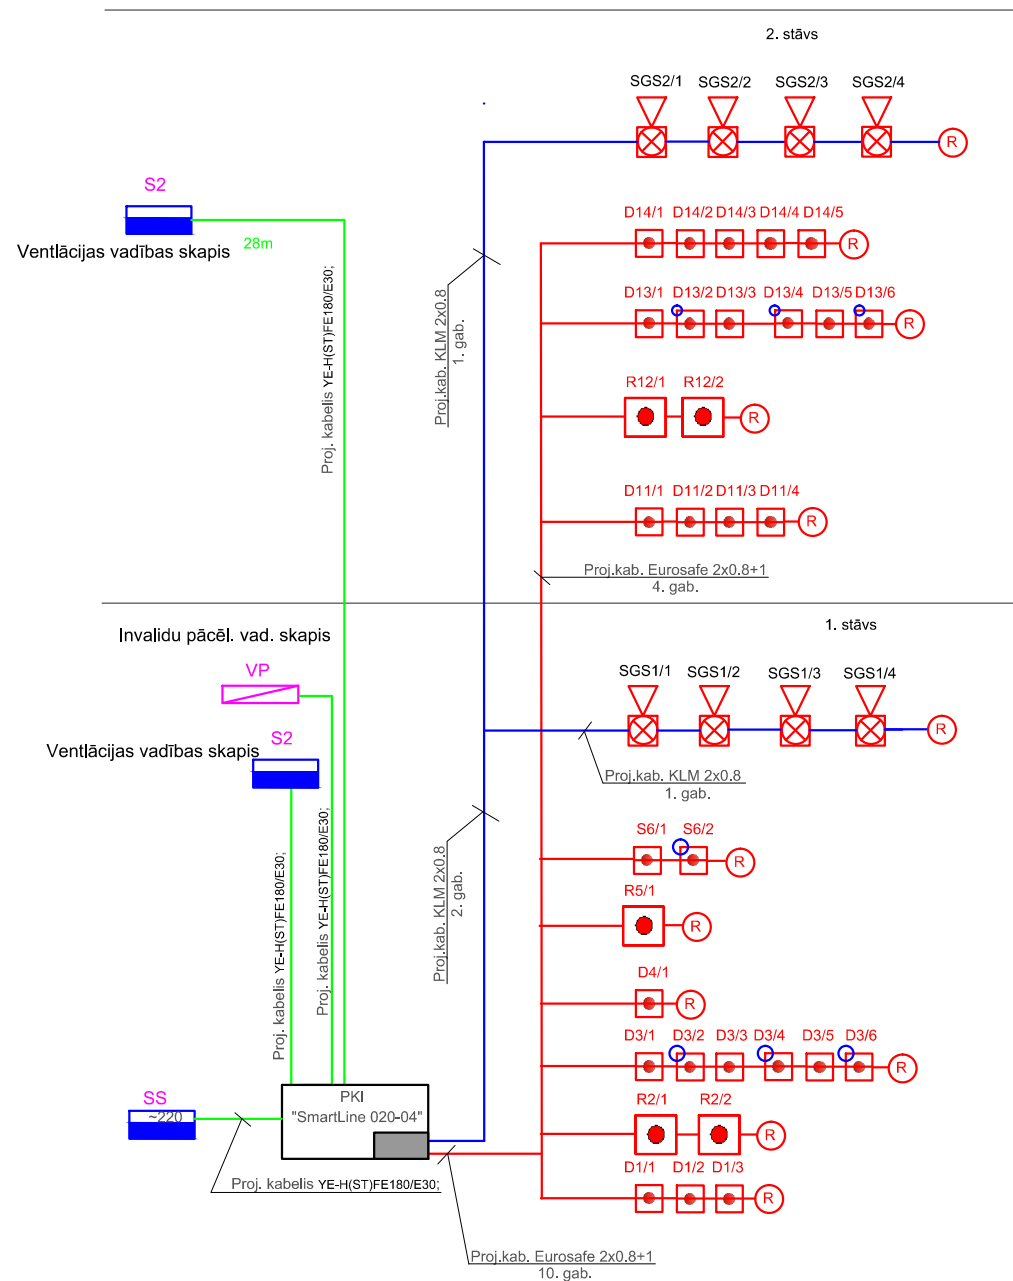 2. stāvs
SGS2/1 SGS2/2 SGS2/3 SGS2/4
R
S2
28m
Ventlācijas vadības skapis
Proj. kabelis YE-H(ST)FE180/E30;
Proj.kab. KLM 2x0.8
1. gab.
D14/1 D14/2 D14/3 D14/4 D14/5
R
D13/1 D13/2 D13/3 D13/4 D13/5 D13/6
R
R12/1 R12/2
R
D11/1 D11/2 D11/3 D11/4
R
Proj.kab. Eurosafe 2x0.8+1
4. gab.
1. stāvs
Invalidu pācēl. vad. skapis
VP
SGS1/1 SGS1/2 SGS1/3 SGS1/4
R
Ventlācijas vadības skapis
S2
Proj.kab. KLM 2x0.8
1. gab.
Proj. kabelis YE-H(ST)FE180/E30;
Proj. kabelis YE-H(ST)FE180/E30;
Proj.kab. KLM 2x0.8
2. gab.
S6/1 S6/2
R
R5/1
R
D4/1
R
D3/1 D3/2 D3/3 D3/4 D3/5 D3/6
R
R2/1 R2/2
R
D1/1 D1/2 D1/3
R
SS
~220
PKI
"SmartLine 020-04"
Proj. kabelis YE-H(ST)FE180/E30;
Proj.kab. Eurosafe 2x0.8+1
10. gab.